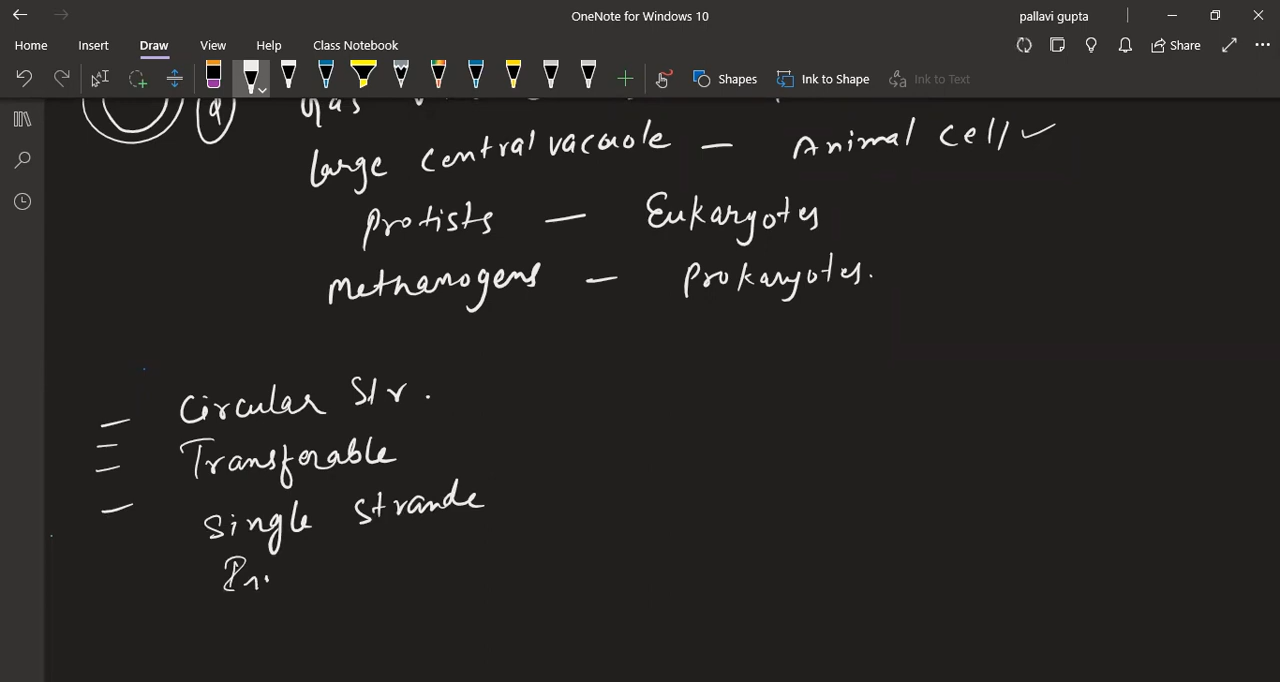 OneNote for Windows 10
pallavi gupta
Home Insert Draw View Help Class Notebook
Share
Shapes Ink to Shape Ink to Text
large central vacuole — Animal cell ✓
protists — Eukaryotes
methanogens — Prokaryotes.
— Circular Str.
= Transferable
— Single Strande